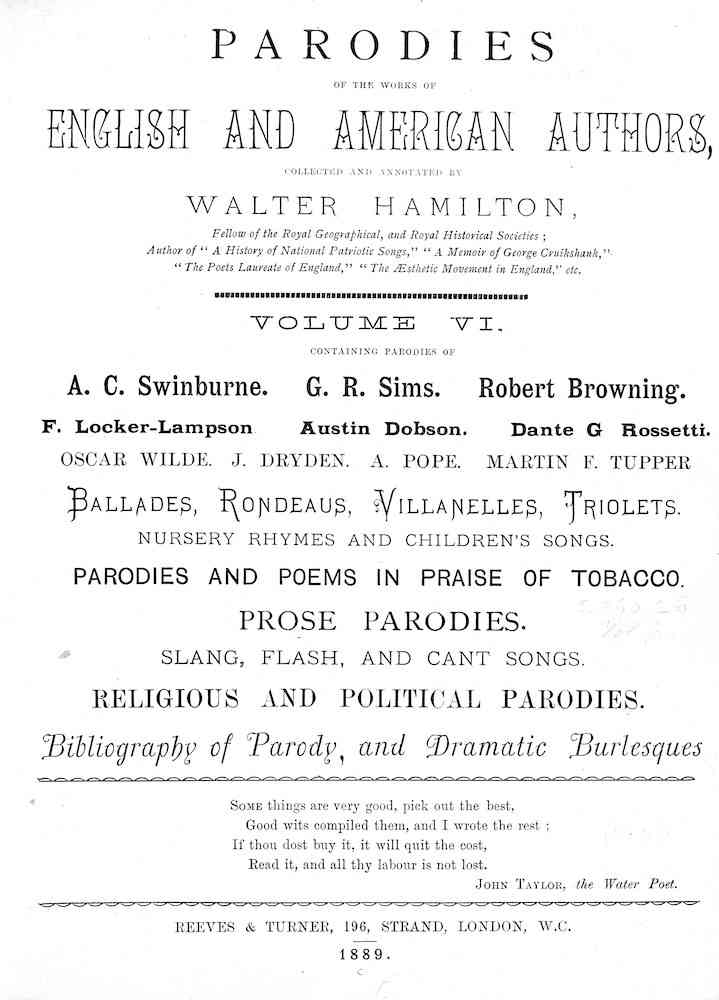 PARODIES
OF THE WORKS OF
ENGLISH AND AMERICAN AUTHORS,
COLLECTED AND ANNOTATED BY
WALTER HAMILTON,
Fellow of the Royal Geographical, and Royal Historical Societies ;
Author of " A History of National Patriotic Songs," " A Memoir of George Cruikshank,"
" The Poets Laureate of England," " The Æsthetic Movement in England," etc.
VOLUME VI.
CONTAINING PARODIES OF
A. C. Swinburne. G. R. Sims. Robert Browning.
F. Locker-Lampson Austin Dobson. Dante G Rossetti.
OSCAR WILDE. J. DRYDEN. A. POPE. MARTIN F. TUPPER
BALLADES, RONDEAUS, VILLANELLES, TRIOLETS.
NURSERY RHYMES AND CHILDREN'S SONGS.
PARODIES AND POEMS IN PRAISE OF TOBACCO.
PROSE PARODIES.
SLANG, FLASH, AND CANT SONGS.
RELIGIOUS AND POLITICAL PARODIES.
Bibliography of Parody, and Dramatic Burlesques
SOME things are very good, pick out the best,
Good wits compiled them, and I wrote the rest ;
If thou dost buy it, it will quit the cost,
Read it, and all thy labour is not lost.
JOHN TAYLOR, the Water Poet.
REEVES & TURNER, 196, STRAND, LONDON, W.C.
1889.